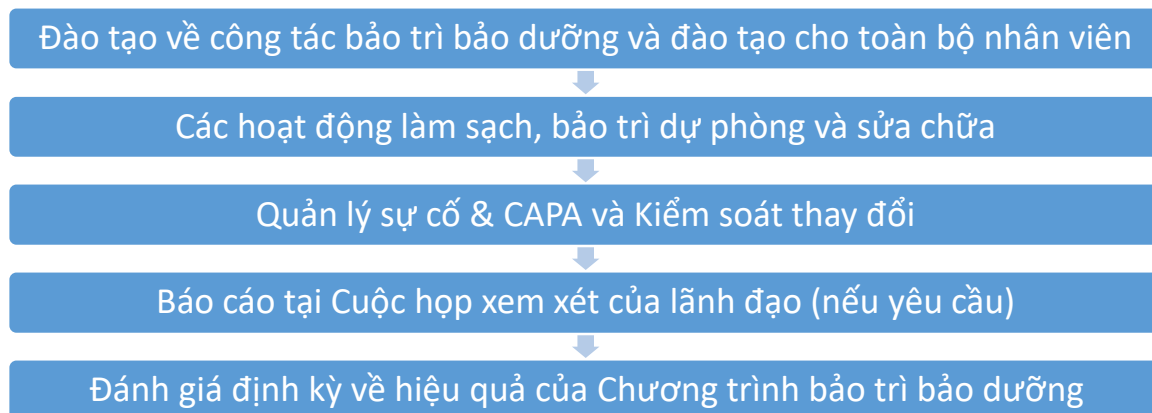 Đào tạo về công tác bảo trì bảo dưỡng và đào tạo cho toàn bộ nhân viên
Các hoạt động làm sạch, bảo trì dự phòng và sửa chữa
Quản lý sự cố & CAPA và Kiểm soát thay đổi
Báo cáo tại Cuộc họp xem xét của lãnh đạo (nếu yêu cầu)
Đánh giá định kỳ về hiệu quả của Chương trình bảo trì bảo dưỡng